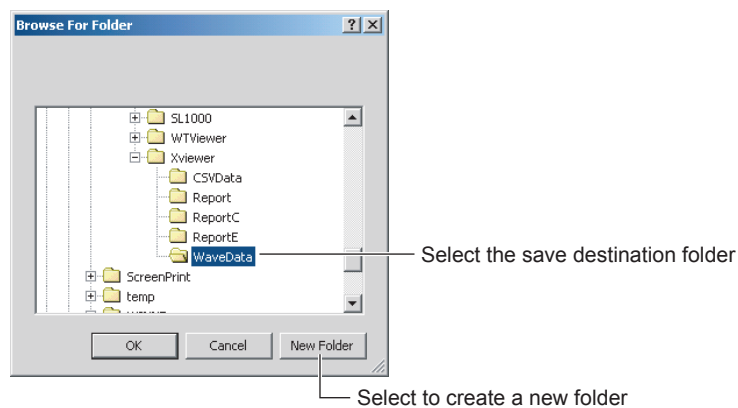 Browse For Folder
SL1000
WTViewer
Xviewer
CSVData
Report
ReportC
ReportE
WaveData
Select the save destination folder
ScreenPrint
temp
OK Cancel New Folder
Select to create a new folder